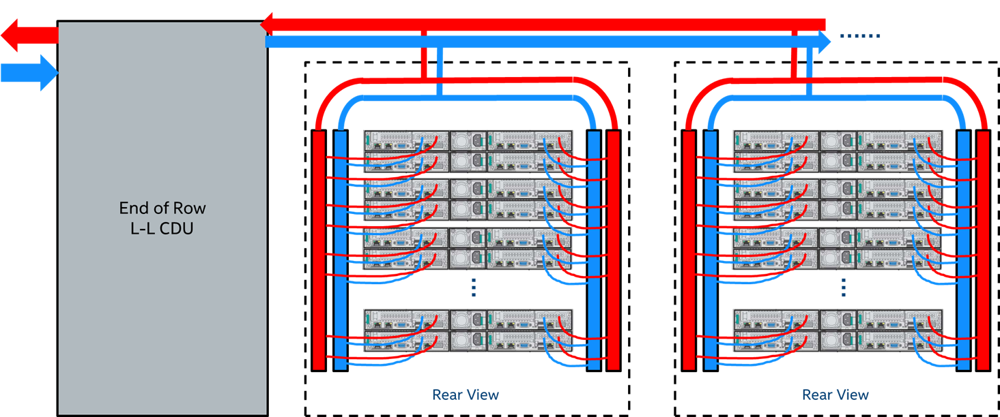 End of Row
L-L CDU
Rear View
Rear View